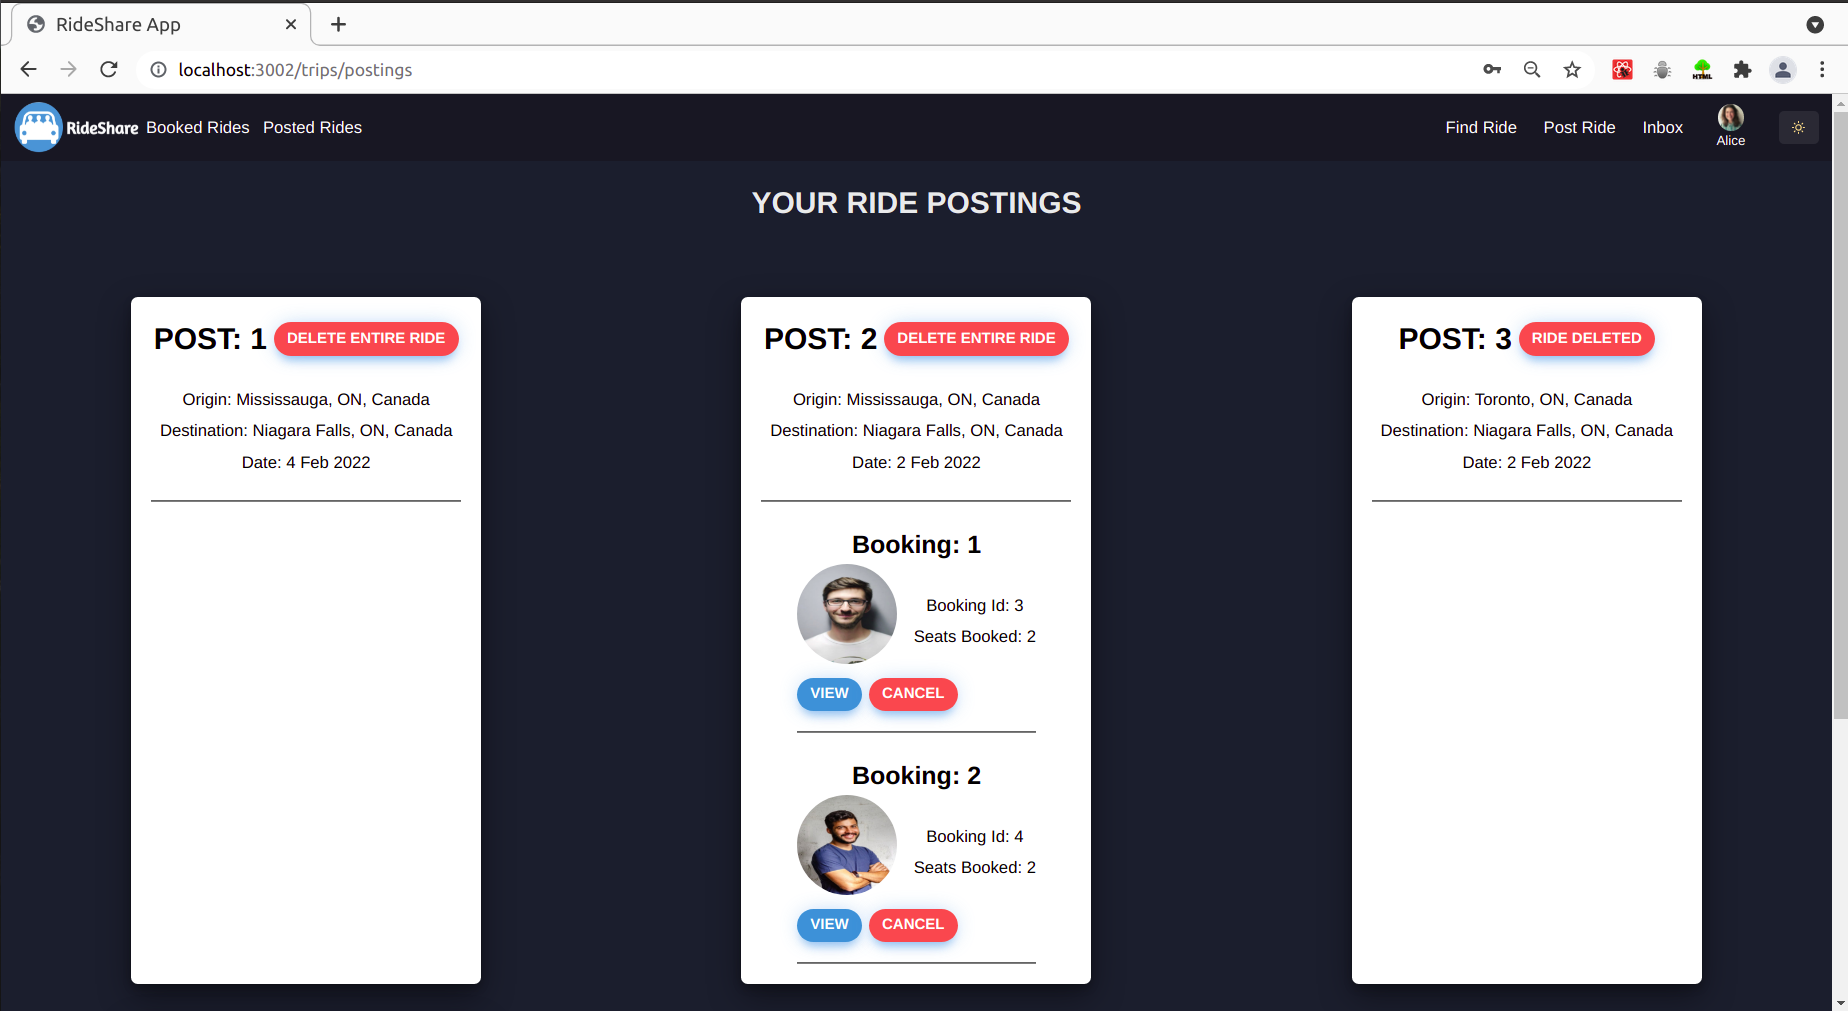 RideShare App
localhost:3002/trips/postings
HTML
RideShare Booked Rides Posted Rides
Find Ride Post Ride Inbox
Alice
YOUR RIDE POSTINGS
POST: 1 DELETE ENTIRE RIDE
Origin: Mississauga, ON, Canada
Destination: Niagara Falls, ON, Canada
Date: 4 Feb 2022
POST: 2 DELETE ENTIRE RIDE
Origin: Mississauga, ON, Canada
Destination: Niagara Falls, ON, Canada
Date: 2 Feb 2022
Booking: 1
Booking Id: 3
Seats Booked: 2
VIEW CANCEL
Booking: 2
Booking Id: 4
Seats Booked: 2
VIEW CANCEL
POST: 3 RIDE DELETED
Origin: Toronto, ON, Canada
Destination: Niagara Falls, ON, Canada
Date: 2 Feb 2022